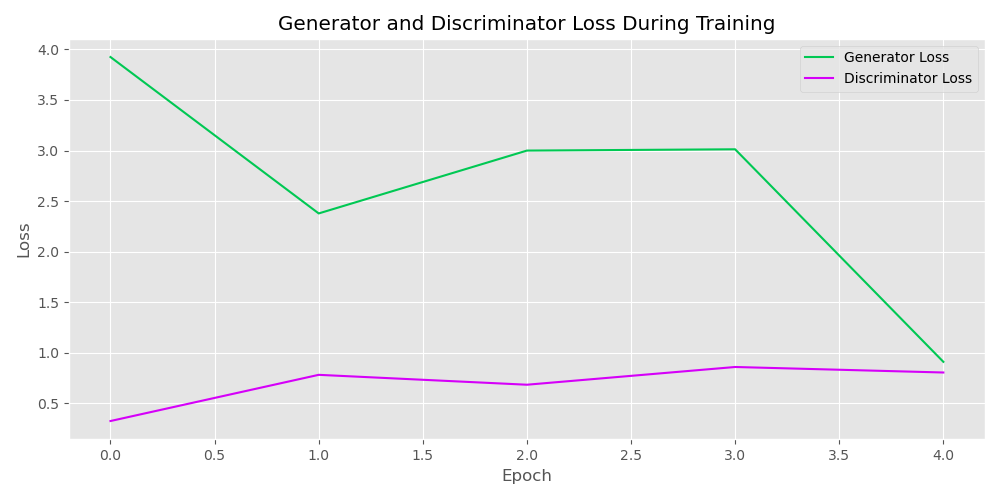 Generator and Discriminator Loss During Training
Generator Loss
Discriminator Loss
Loss
4.0
3.5
3.0
2.5
2.0
1.5
1.0
0.5
0.0 0.5 1.0 1.5 2.0 2.5 3.0 3.5 4.0
Epoch